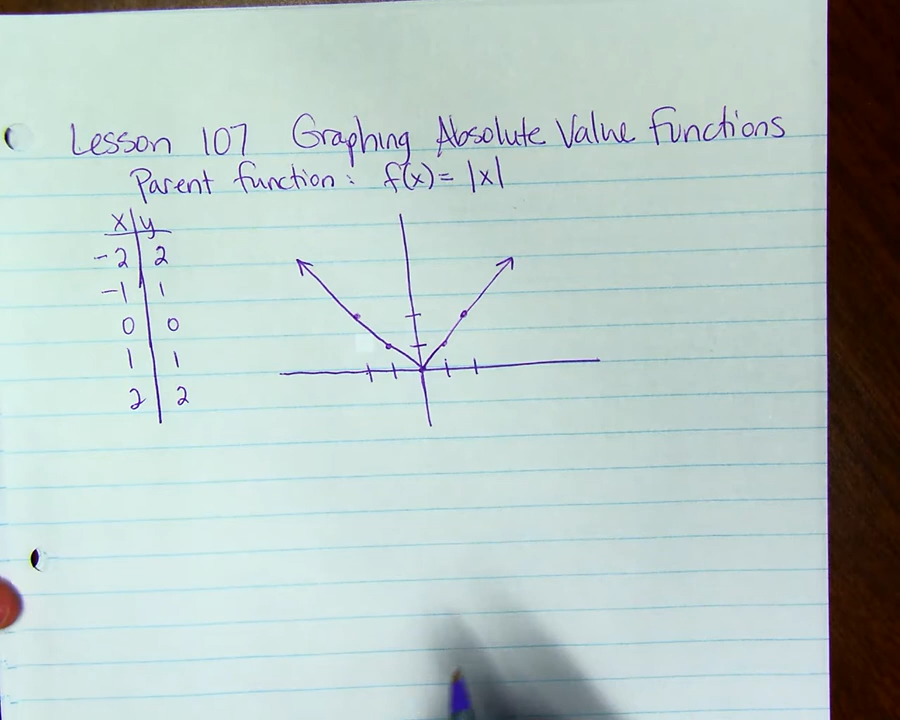 Lesson 107 Graphing Absolute Value Functions
Parent function: f(x) = |x|
x y
-2 2
-1 1
0 0
1 1
2 2